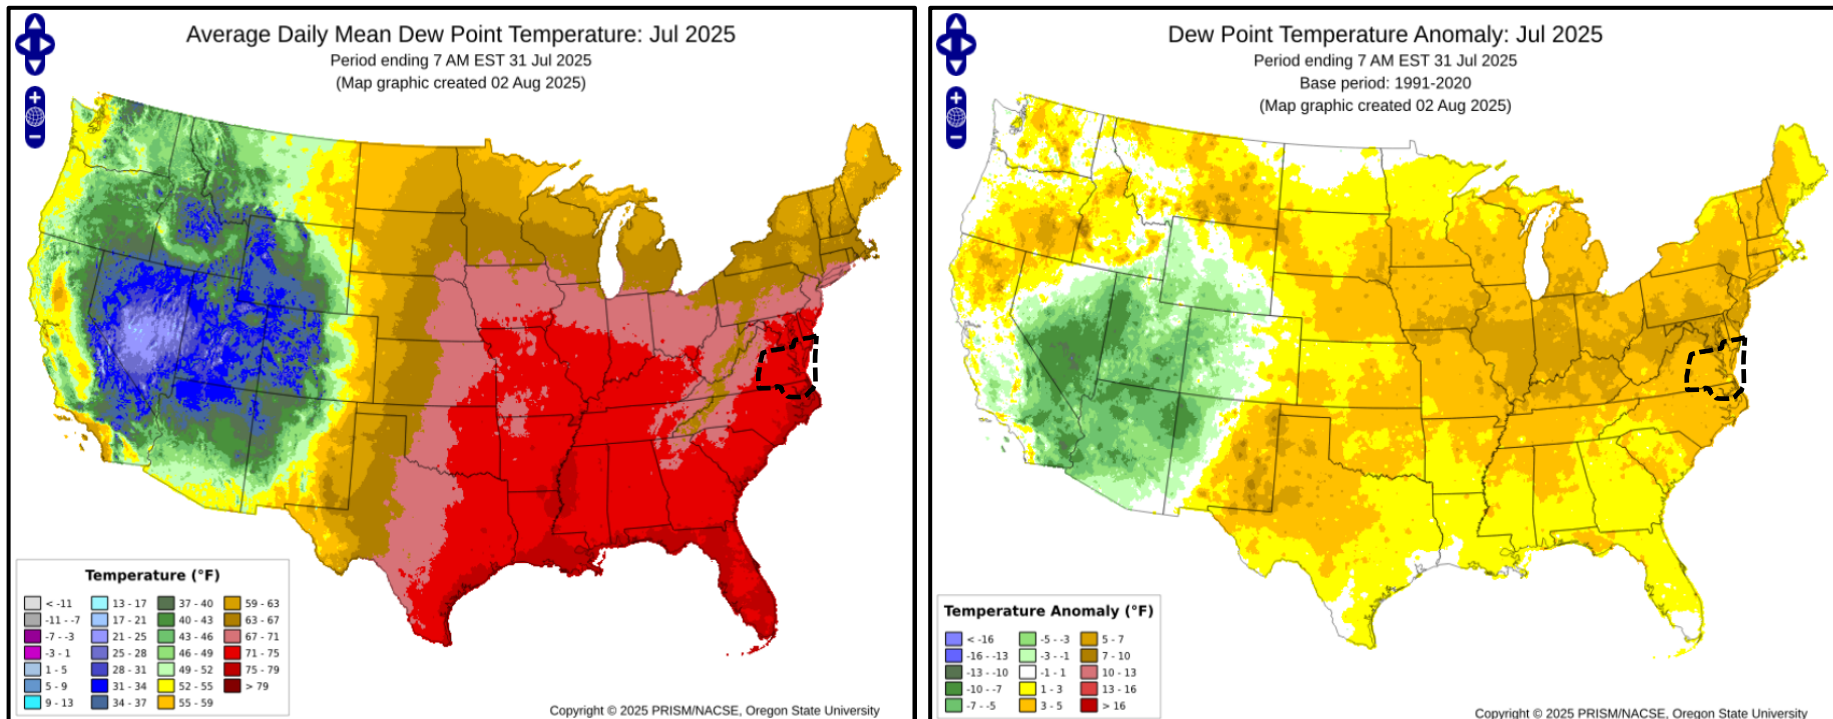 Average Daily Mean Dew Point Temperature: Jul 2025
Period ending 7 AM EST 31 Jul 2025
(Map graphic created 02 Aug 2025)
+
−
Temperature (°F)
< -11
-11 - -7
-7 - -3
-3 - 1
1 - 5
5 - 9
9 - 13
13 - 17
17 - 21
21 - 25
25 - 28
28 - 31
31 - 34
34 - 37
37 - 40
40 - 43
43 - 46
46 - 49
49 - 52
52 - 55
55 - 59
59 - 63
63 - 67
67 - 71
71 - 75
75 - 79
> 79
Copyright © 2025 PRISM/NACSE, Oregon State University
Dew Point Temperature Anomaly: Jul 2025
Period ending 7 AM EST 31 Jul 2025
Base period: 1991-2020
(Map graphic created 02 Aug 2025)
+
−
Temperature Anomaly (°F)
< -16
-16 - -13
-13 - -10
-10 - -7
-7 - -5
-5 - -3
-3 - -1
-1 - 1
1 - 3
3 - 5
5 - 7
7 - 10
10 - 13
13 - 16
> 16
Copyright © 2025 PRISM/NACSE, Oregon State University